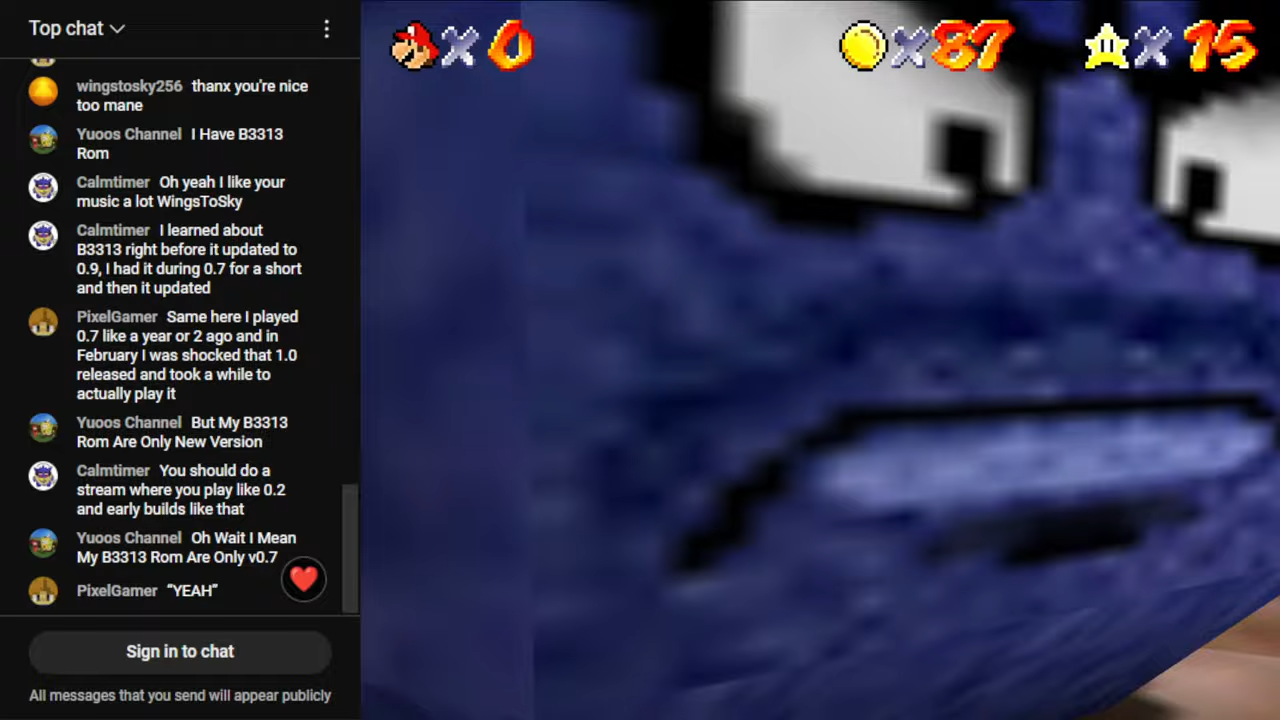 Top chat
wingstosky256 thanx you're nice
too mane
Yuoos Channel I Have B3313
Rom
Calmtimer Oh yeah I like your
music a lot WingsToSky
Calmtimer I learned about
B3313 right before it updated to
0.9, I had it during 0.7 for a short
and then it updated
PixelGamer Same here I played
0.7 like a year or 2 ago and in
February I was shocked that 1.0
released and took a while to
actually play it
Yuoos Channel But My B3313
Rom Are Only New Version
Calmtimer You should do a
stream where you play like 0.2
and early builds like that
Yuoos Channel Oh Wait I Mean
My B3313 Rom Are Only v0.7
PixelGamer “YEAH”
Sign in to chat
All messages that you send will appear publicly
×0
×87
×15